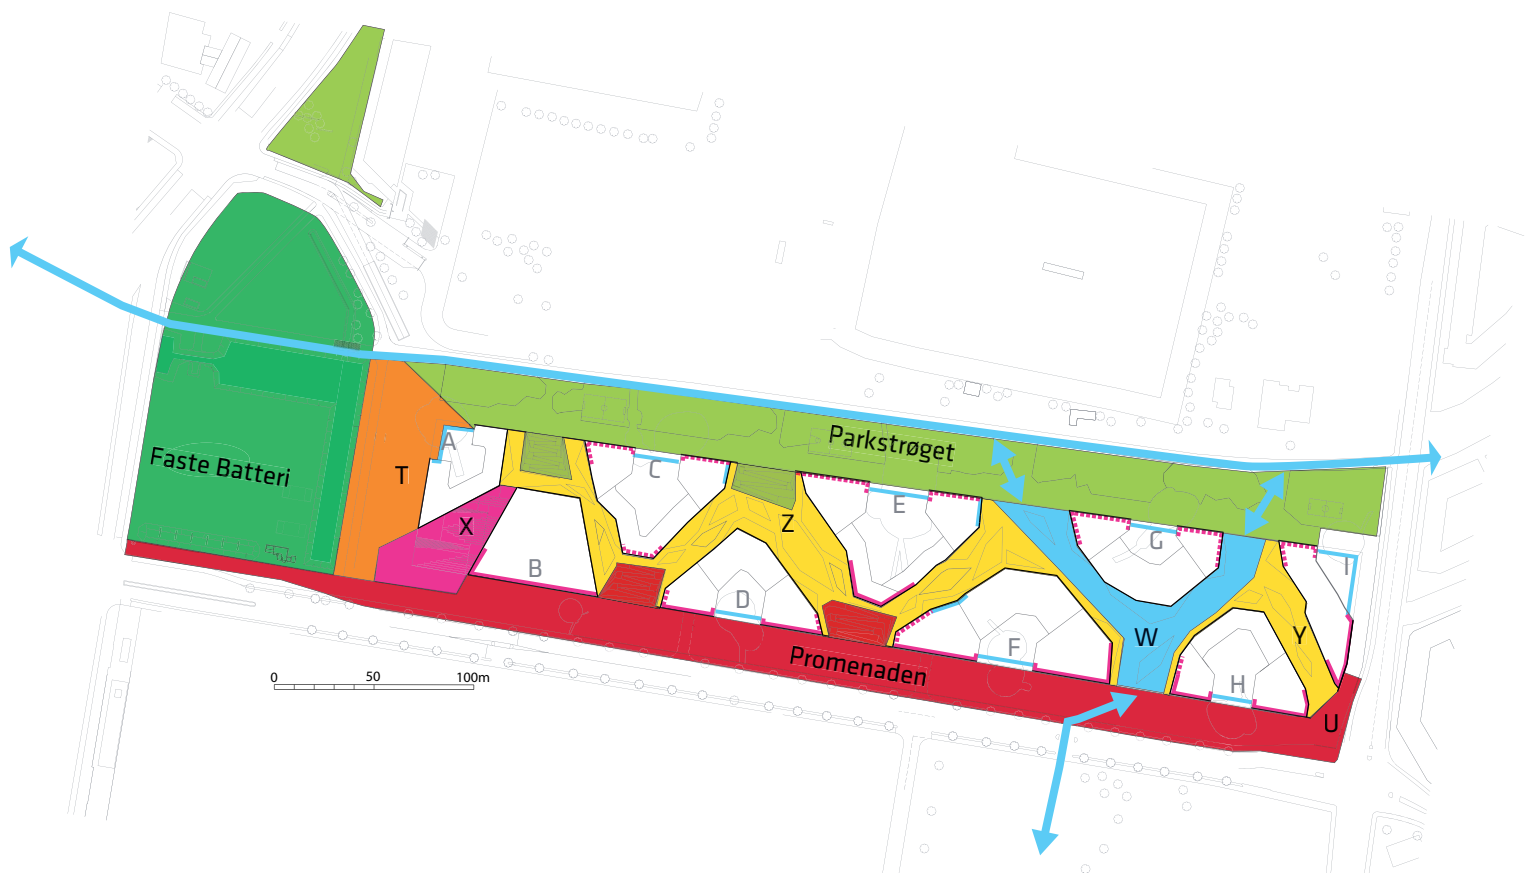 Parkstrøget
A
C
Faste Batteri
T
E
X
Z
G
B
I
D
W
Y
F
Promenaden
H
0 50 100m
U